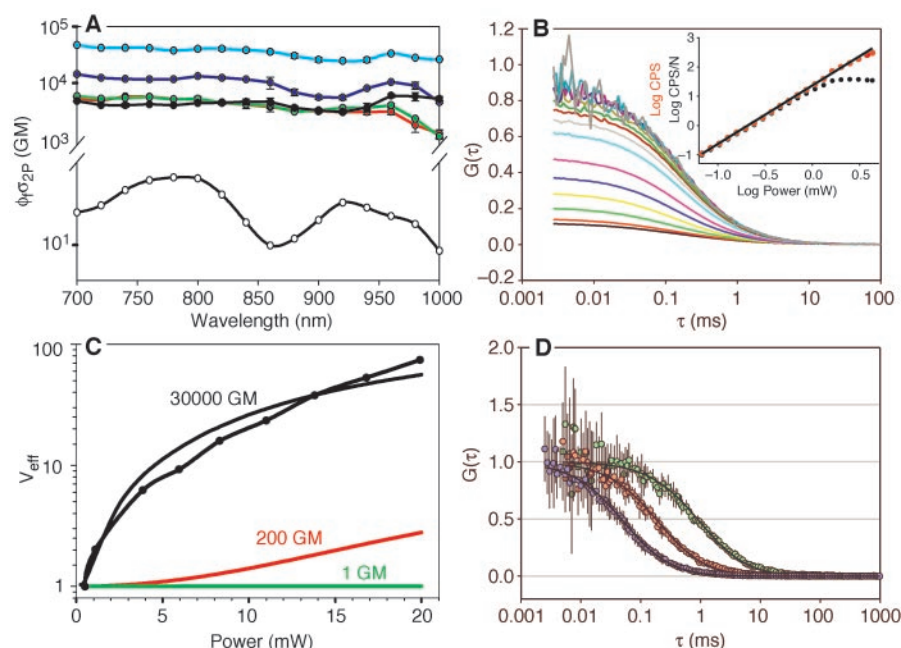 A
10⁵
10⁴
10³
10¹
ϕfσ2P (GM)
700 750 800 850 900 950 1000
Wavelength (nm)
B
1.2
1.0
0.8
0.6
0.4
0.2
0.0
−0.2
G(τ)
0.001 0.01 0.1 1 10 100
τ (ms)
Log CPS
Log CPS/N
3
2
1
0
−1
−1.0 −0.5 0.0 0.5
Log Power (mW)
C
100
10
1
Veff
30000 GM
200 GM
1 GM
0 5 10 15 20
Power (mW)
D
2.0
1.5
1.0
0.5
0.0
G(τ)
0.001 0.01 0.1 1 10 100 1000
τ (ms)